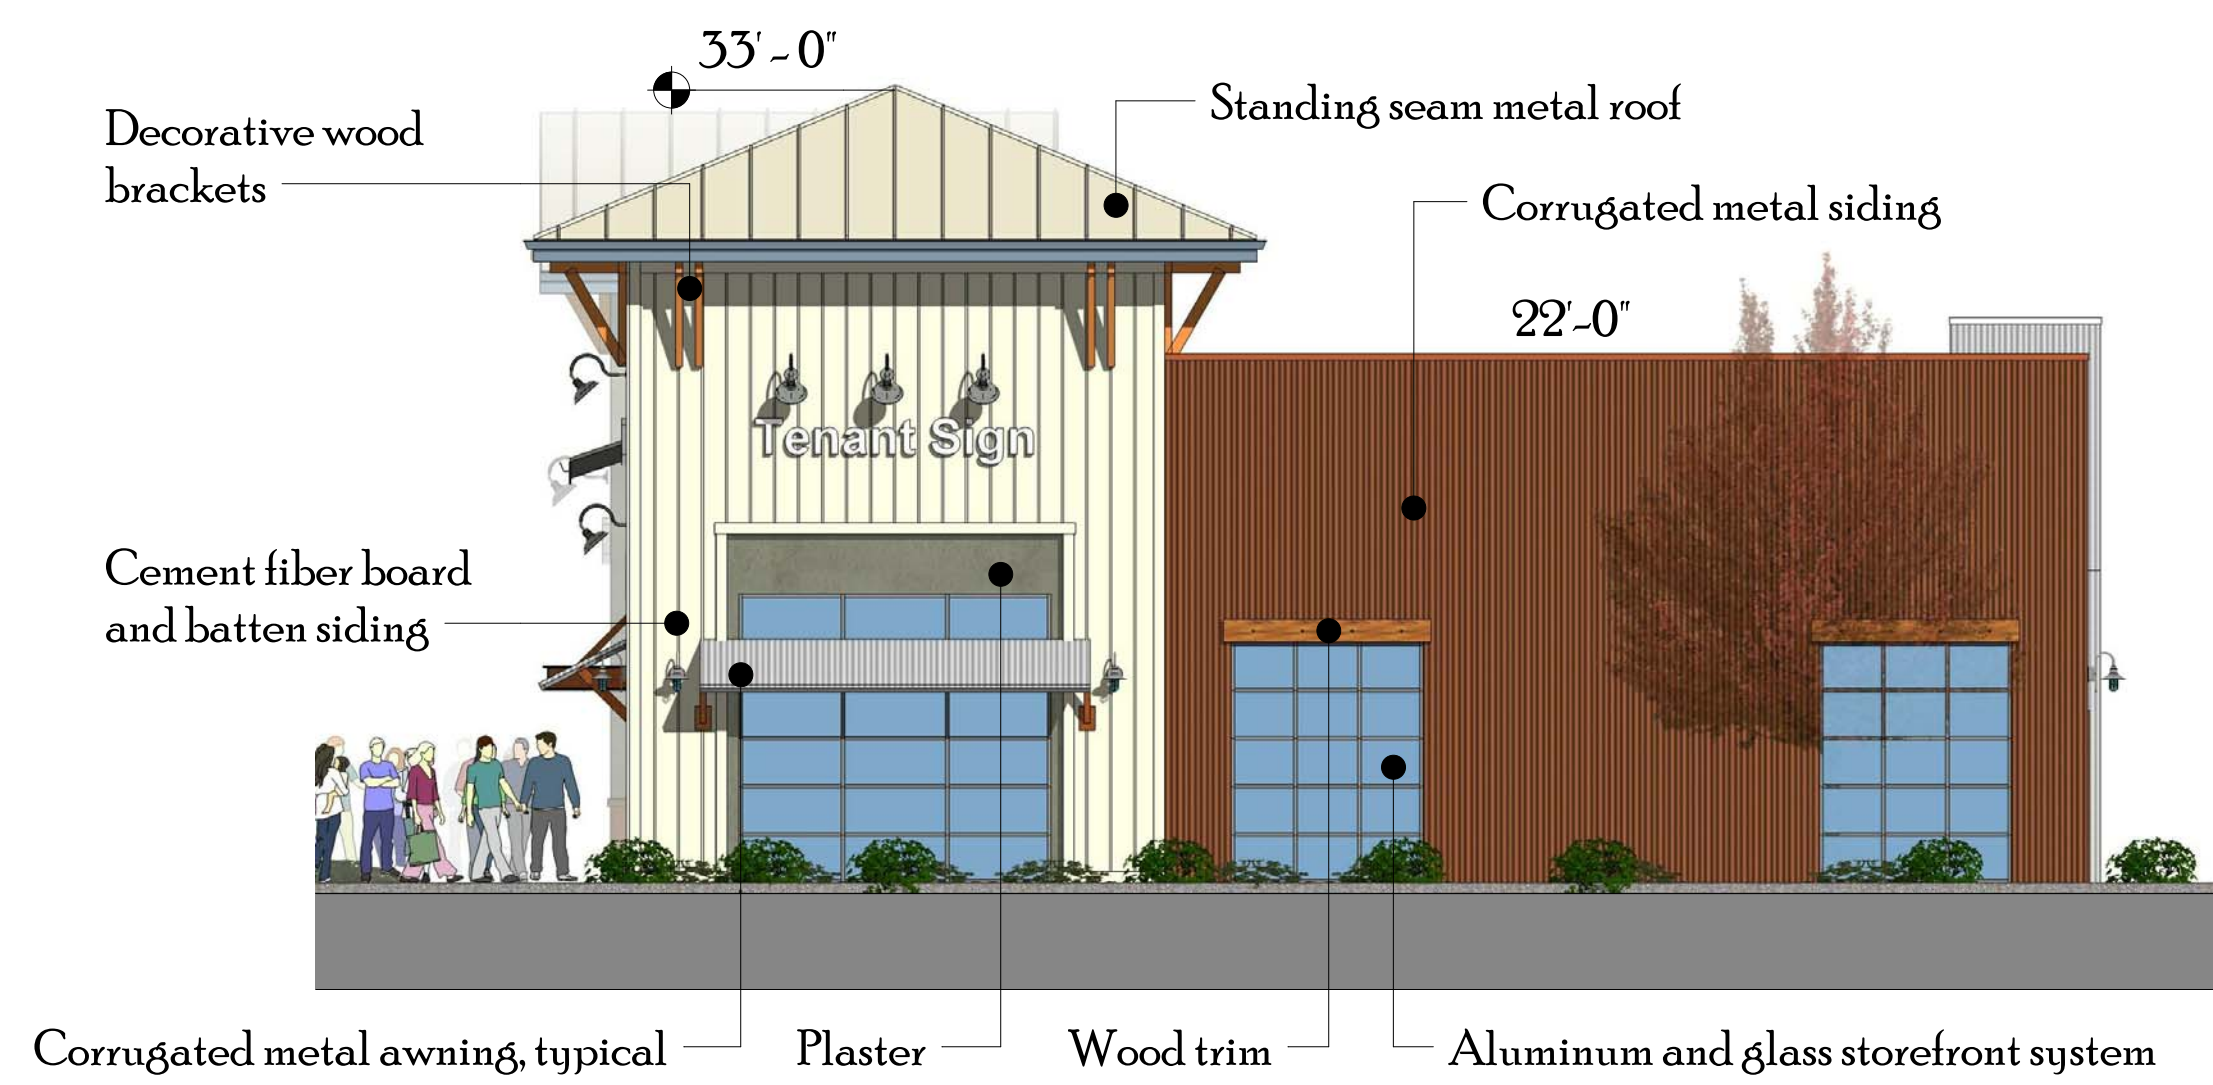 33'-0"
Standing seam metal roof
Decorative wood
brackets
Corrugated metal siding
22'-0"
Tenant Sign
Cement fiber board
and batten siding
Corrugated metal awning, typical
Plaster
Wood trim
Aluminum and glass storefront system